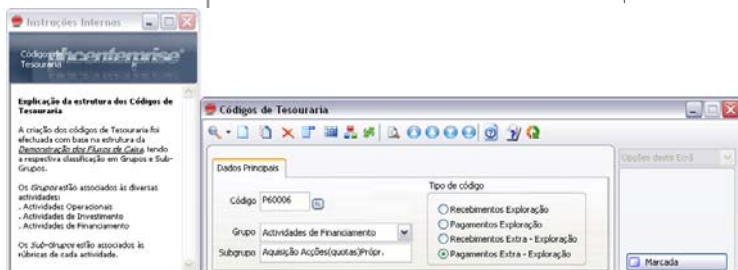 Instruções Internas
Códigos de
Tesouraria
phcenterprise
Explicação da estrutura dos Códigos de
Tesouraria
A criação dos códigos de Tesouraria foi
efectuada com base na estrutura da
Demonstração dos Fluxos de Caixa, tendo
a respectiva classificação em Grupos e Sub-
Grupos.
Os Grupos estão associados às diversas
actividades:
. Actividades Operacionais
. Actividades de Investimento
. Actividades de Financiamento
Os Sub-Grupos estão associados às
rúbricas de cada actividade.
Códigos de Tesouraria
Opções deste Ecrã
Dados Principais
Tipo de código
Código P60006
Recebimentos Exploração
Pagamentos Exploração
Grupo Actividades de Financiamento
Recebimentos Extra - Exploração
Subgrupo Aquisição Acções(quotas)Própr.
Pagamentos Extra - Exploração
Marcada